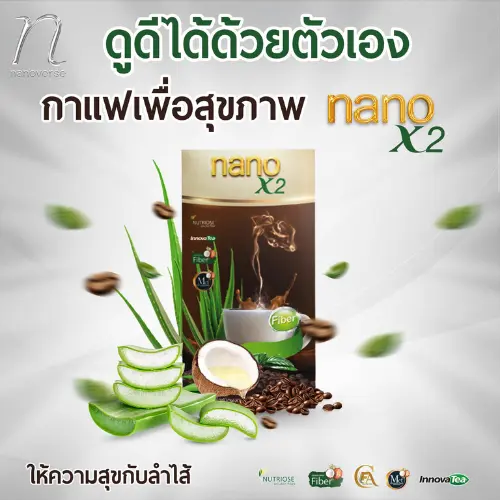 n
nanoverse
ดูดีได้ด้วยตัวเอง
กาแฟเพื่อสุขภาพ nano
X2
nano
X2
NUTRIOSE
InnovaTea
Fiber
Fiber
ให้ความสุขกับลำไส้
NUTRIOSE
Fiber
InnovaTea